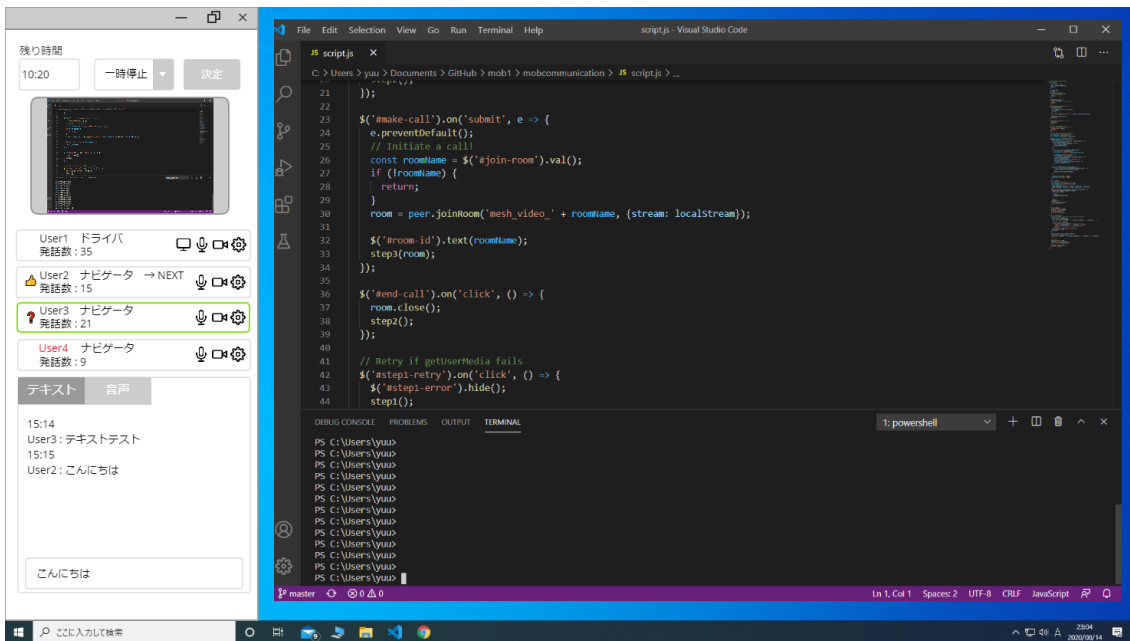 残り時間
10:20 一時停止 決定
User1 ドライバ
発話数 : 35
User2 ナビゲータ → NEXT
発話数 : 15
User3 ナビゲータ
発話数 : 21
User4 ナビゲータ
発話数 : 9
テキスト 音声
15:14
User3 : テキストテスト
15:15
User2 : こんにちは
こんにちは
File Edit Selection View Go Run Terminal Help script.js - Visual Studio Code
JS script.js
C: > Users > yuu > Documents > GitHub > mob1 > mobcommunication > JS script.js > ...
21 });
22
23 $('#make-call').on('submit', e => {
24 e.preventDefault();
25 // Initiate a call!
26 const roomName = $('#join-room').val();
27 if (!roomName) {
28 return;
29 }
30 room = peer.joinRoom('mesh_video_' + roomName, {stream: localStream});
31
32 $('#room-id').text(roomName);
33 step3(room);
34 });
35
36 $('#end-call').on('click', () => {
37 room.close();
38 step2();
39 });
40
41 // Retry if getUserMedia fails
42 $('#step1-retry').on('click', () => {
43 $('#step1-error').hide();
44 step1();
DEBUG CONSOLE PROBLEMS OUTPUT TERMINAL 1: powershell
PS C:\Users\yuu>
PS C:\Users\yuu>
PS C:\Users\yuu>
PS C:\Users\yuu>
PS C:\Users\yuu>
PS C:\Users\yuu>
PS C:\Users\yuu>
PS C:\Users\yuu>
PS C:\Users\yuu>
PS C:\Users\yuu>
PS C:\Users\yuu>
PS C:\Users\yuu>
PS C:\Users\yuu>
master 0 0 Ln 1, Col 1 Spaces: 2 UTF-8 CRLF JavaScript
ここに入力して検索
A 23:04
2020/08/14